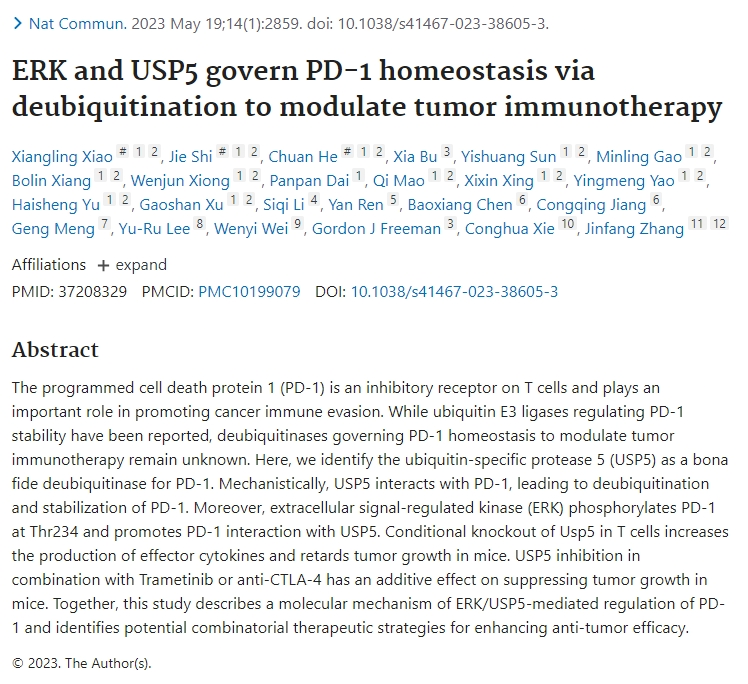 Nat Commun. 2023 May 19;14(1):2859. doi: 10.1038/s41467-023-38605-3.
ERK and USP5 govern PD-1 homeostasis via
deubiquitination to modulate tumor immunotherapy
Xiangling Xiao # 1 2, Jie Shi # 1 2, Chuan He # 1 2, Xia Bu 3, Yishuang Sun 1 2, Minling Gao 1 2,
Bolin Xiang 1 2, Wenjun Xiong 1 2, Panpan Dai 1, Qi Mao 1 2, Xixin Xing 1 2, Yingmeng Yao 1 2,
Haisheng Yu 1 2, Gaoshan Xu 1 2, Siqi Li 4, Yan Ren 5, Baoxiang Chen 6, Congqing Jiang 6,
Geng Meng 7, Yu-Ru Lee 8, Wenyi Wei 9, Gordon J Freeman 3, Conghua Xie 10, Jinfang Zhang 11 12
Affiliations + expand
PMID: 37208329 PMCID: PMC10199079 DOI: 10.1038/s41467-023-38605-3
Abstract
The programmed cell death protein 1 (PD-1) is an inhibitory receptor on T cells and plays an
important role in promoting cancer immune evasion. While ubiquitin E3 ligases regulating PD-1
stability have been reported, deubiquitinases governing PD-1 homeostasis to modulate tumor
immunotherapy remain unknown. Here, we identify the ubiquitin-specific protease 5 (USP5) as a bona
fide deubiquitinase for PD-1. Mechanistically, USP5 interacts with PD-1, leading to deubiquitination
and stabilization of PD-1. Moreover, extracellular signal-regulated kinase (ERK) phosphorylates PD-1
at Thr234 and promotes PD-1 interaction with USP5. Conditional knockout of Usp5 in T cells increases
the production of effector cytokines and retards tumor growth in mice. USP5 inhibition in
combination with Trametinib or anti-CTLA-4 has an additive effect on suppressing tumor growth in
mice. Together, this study describes a molecular mechanism of ERK/USP5-mediated regulation of PD-
1 and identifies potential combinatorial therapeutic strategies for enhancing anti-tumor efficacy.
© 2023. The Author(s).